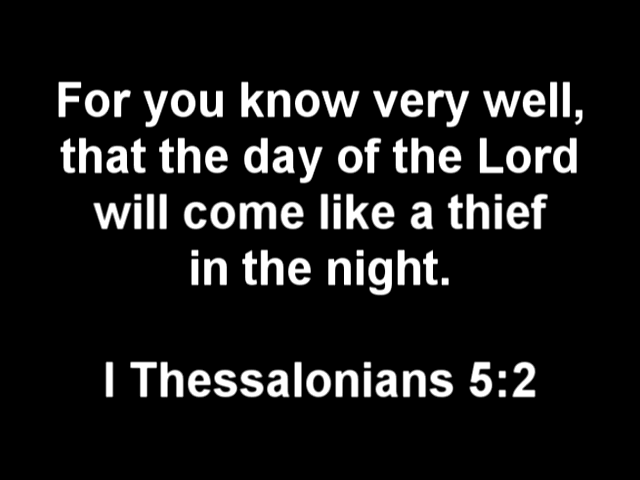 For you know very well,
that the day of the Lord
will come like a thief
in the night.
I Thessalonians 5:2